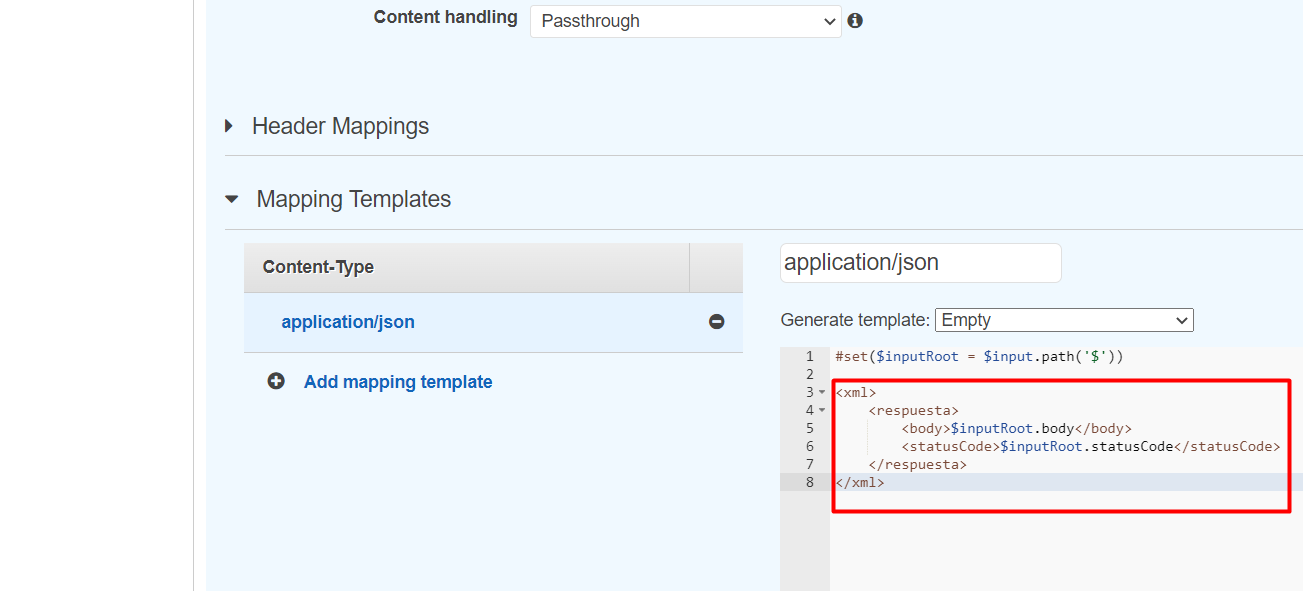 Content handling Passthrough
Header Mappings
Mapping Templates
Content-Type
application/json
Add mapping template
application/json
Generate template: Empty
1 #set($inputRoot = $input.path('$'))
2
3 <xml>
4     <respuesta>
5         <body>$inputRoot.body</body>
6         <statusCode>$inputRoot.statusCode</statusCode>
7     </respuesta>
8 </xml>